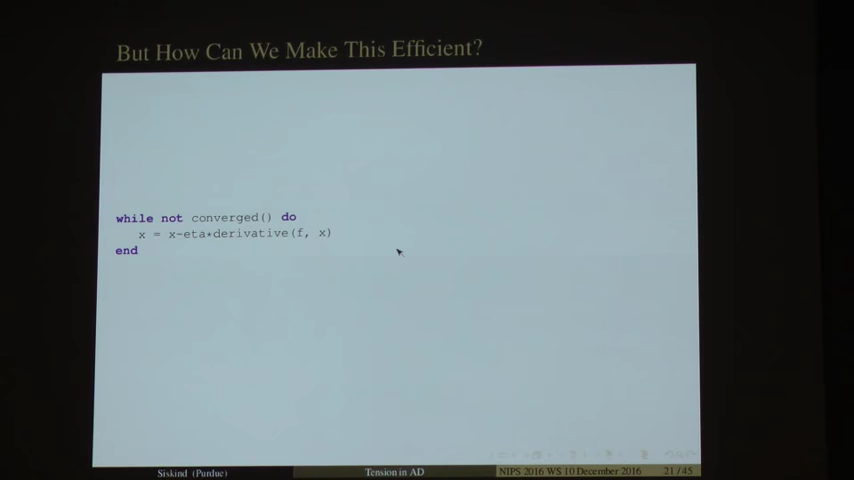 But How Can We Make This Efficient?
while not converged() do
x = x-eta*derivative(f, x)
end
Siskind (Purdue)
Tension in AD
NIPS 2016 WS 10 December 2016
21 / 45